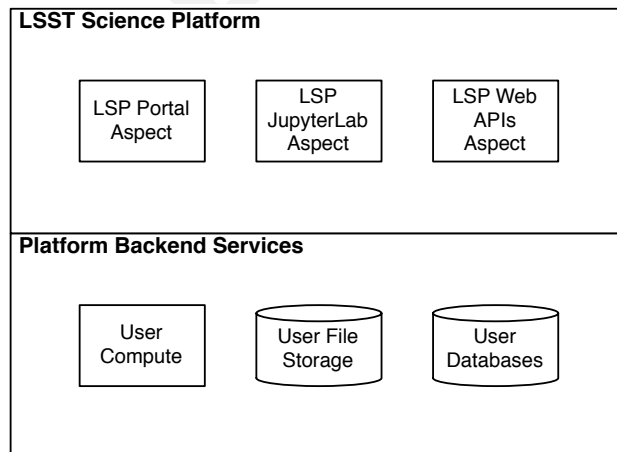 LSST Science Platform
LSP Portal
Aspect
LSP
JupyterLab
Aspect
LSP Web
APIs
Aspect
Platform Backend Services
User
Compute
User File
Storage
User
Databases